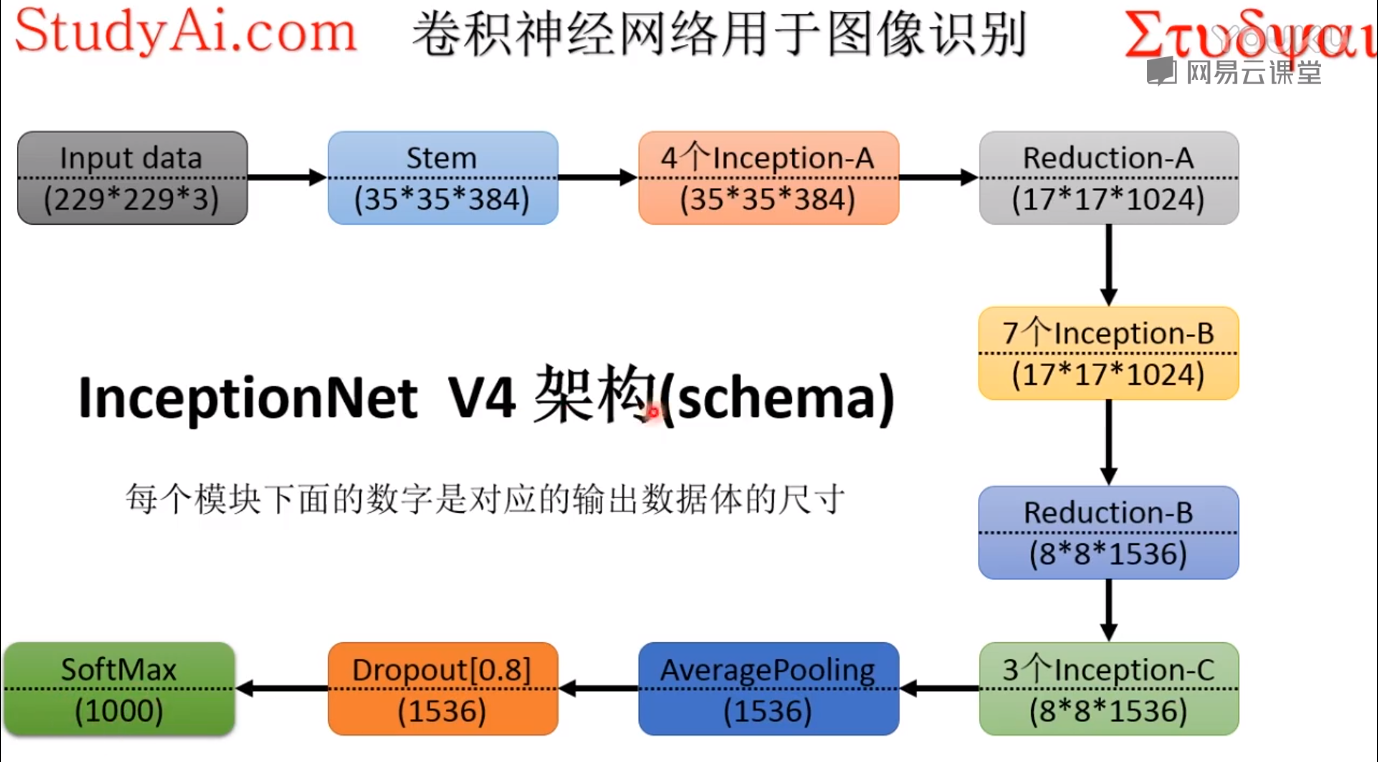 StudyAi.com
卷积神经网络用于图像识别
Στυdψαι
YOUKU
网易云课堂
Input data
(229*229*3)
Stem
(35*35*384)
4个Inception-A
(35*35*384)
Reduction-A
(17*17*1024)
7个Inception-B
(17*17*1024)
InceptionNet V4 架构(schema)
每个模块下面的数字是对应的输出数据体的尺寸
Reduction-B
(8*8*1536)
SoftMax
(1000)
Dropout[0.8]
(1536)
AveragePooling
(1536)
3个Inception-C
(8*8*1536)